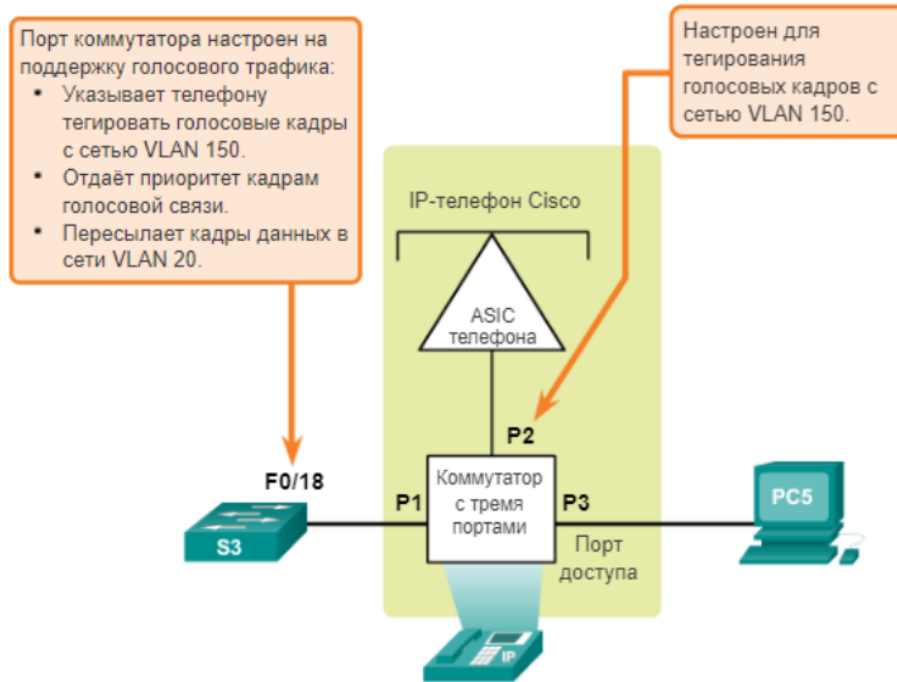 Порт коммутатора настроен на
поддержку голосового трафика:
• Указывает телефону
тегировать голосовые кадры
с сетью VLAN 150.
• Отдаёт приоритет кадрам
голосовой связи.
• Пересылает кадры данных в
сети VLAN 20.
Настроен для
тегирования
голосовых кадров с
сетью VLAN 150.
IP-телефон Cisco
ASIC
телефона
P2
F0/18
S3
P1
Коммутатор
с тремя
портами
P3
Порт
доступа
PC5
IP